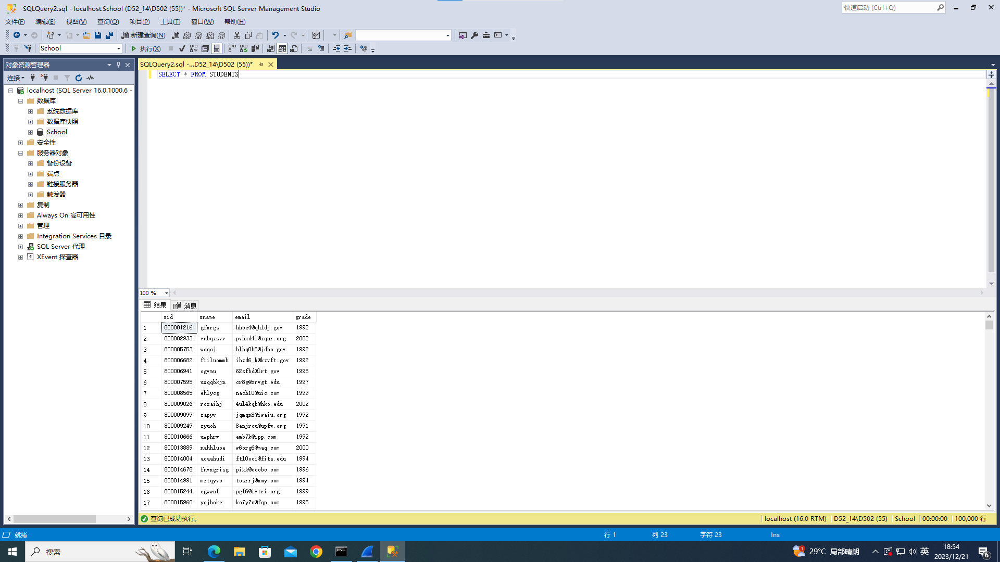 SQLQuery2.sql - localhost.School (D52_14\D502 (55))* - Microsoft SQL Server Management Studio
快速启动 (Ctrl+Q)
文件(F) 编辑(E) 视图(V) 查询(Q) 项目(P) 工具(T) 窗口(W) 帮助(H)
新建查询(N) MDX DMX XMLA DAX
School 执行(X)
对象资源管理器
SQLQuery2.sql -...D52_14\D502 (55))*
连接
SELECT * FROM STUDENTS
localhost (SQL Server 16.0.1000.6 -
数据库
系统数据库
数据库快照
School
安全性
服务器对象
备份设备
端点
链接服务器
触发器
复制
Always On 高可用性
管理
Integration Services 目录
SQL Server 代理
XEvent 探查器
100 %
结果 消息
sid sname email grade
1 800001216 gfxrgs hhce4@qhldj.gov 1992
2 800002933 vnbqzsvv pvhxd4l@zqur.org 2002
3 800005753 waqcj hlhq0h8@jdba.gov 1992
4 800006682 fiiluommh ihzd6_k@kzvft.gov 1992
5 800006941 ogvmu 62sfbd@lrt.gov 1995
6 800007595 uxqqbkjn cr8g@zrvgt.edu 1997
7 800008565 ehlycg nach10@uic.com 1999
8 800009026 rcxaihj 4ul4kqb@hko.edu 2002
9 800009099 zapyv jqmqn8@iwaiu.org 1992
10 800009249 zyuoh 8enjrcu@upfw.org 1991
11 800010666 uwphrw emb7k@ipp.com 1992
12 800013889 nahhluoe w6org6@maq.com 2000
13 800014004 aoaahudi ftl0oci@fits.edu 1994
14 800014678 fnvxgrisg pikk@cccbc.com 1996
15 800014991 mztqyvc tosrrj@xmy.com 1994
16 800015244 egwwnf pgf6@ivtri.org 1999
17 800015960 yqjhake ko7y7n@fqp.com 1995
查询已成功执行。 localhost (16.0 RTM) D52_14\D502 (55) School 00:00:00 100,000 行
就绪 行 1 列 23 字符 23 Ins
搜索
1 29°C 局部晴朗 英 18:54 2023/12/21 6